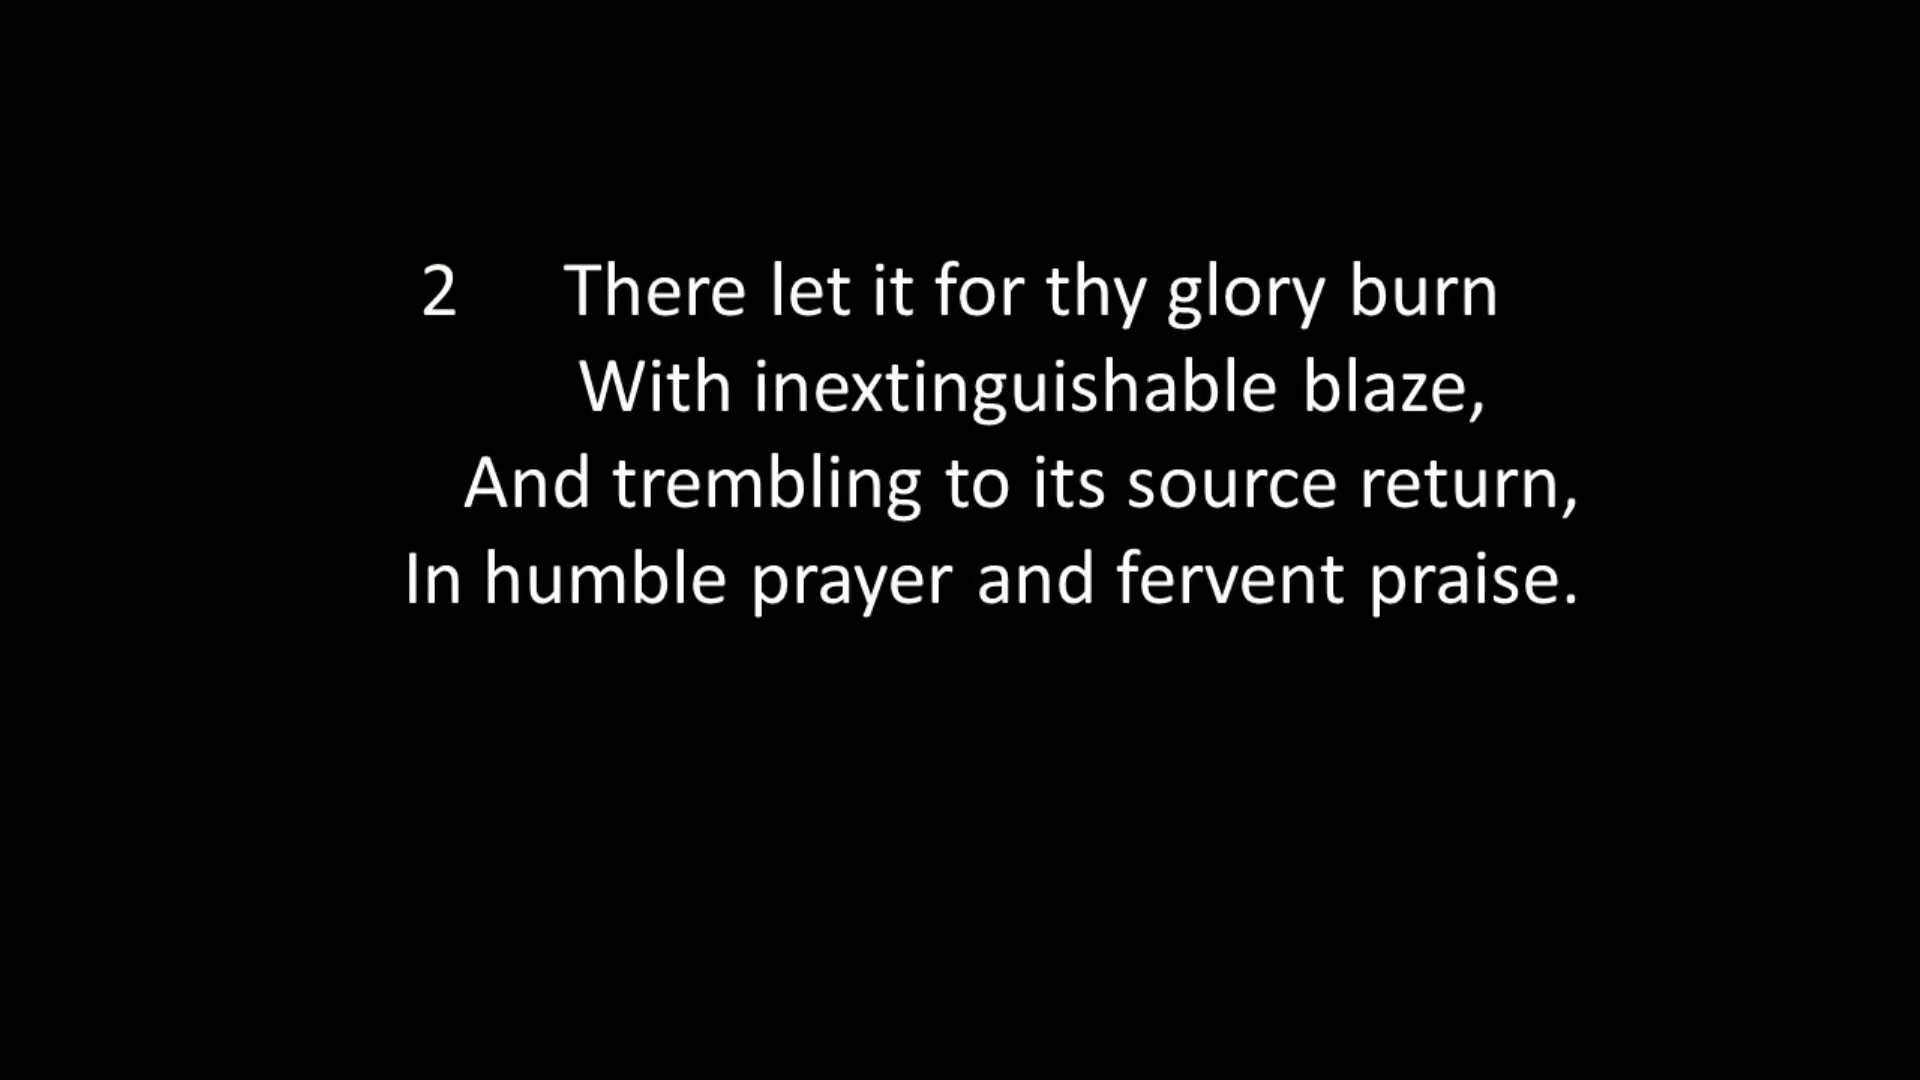 2 There let it for thy glory burn
With inextinguishable blaze,
And trembling to its source return,
In humble prayer and fervent praise.